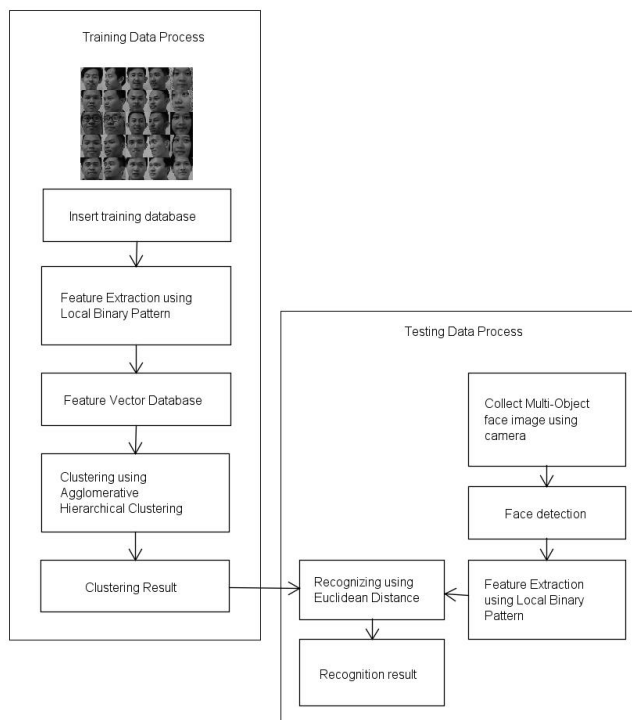 Training Data Process
Insert training database
Feature Extraction using
Local Binary Pattern
Feature Vector Database
Clustering using
Agglomerative
Hierarchical Clustering
Clustering Result
Testing Data Process
Collect Multi-Object
face image using
camera
Face detection
Feature Extraction
using Local Binary
Pattern
Recognizing using
Euclidean Distance
Recognition result